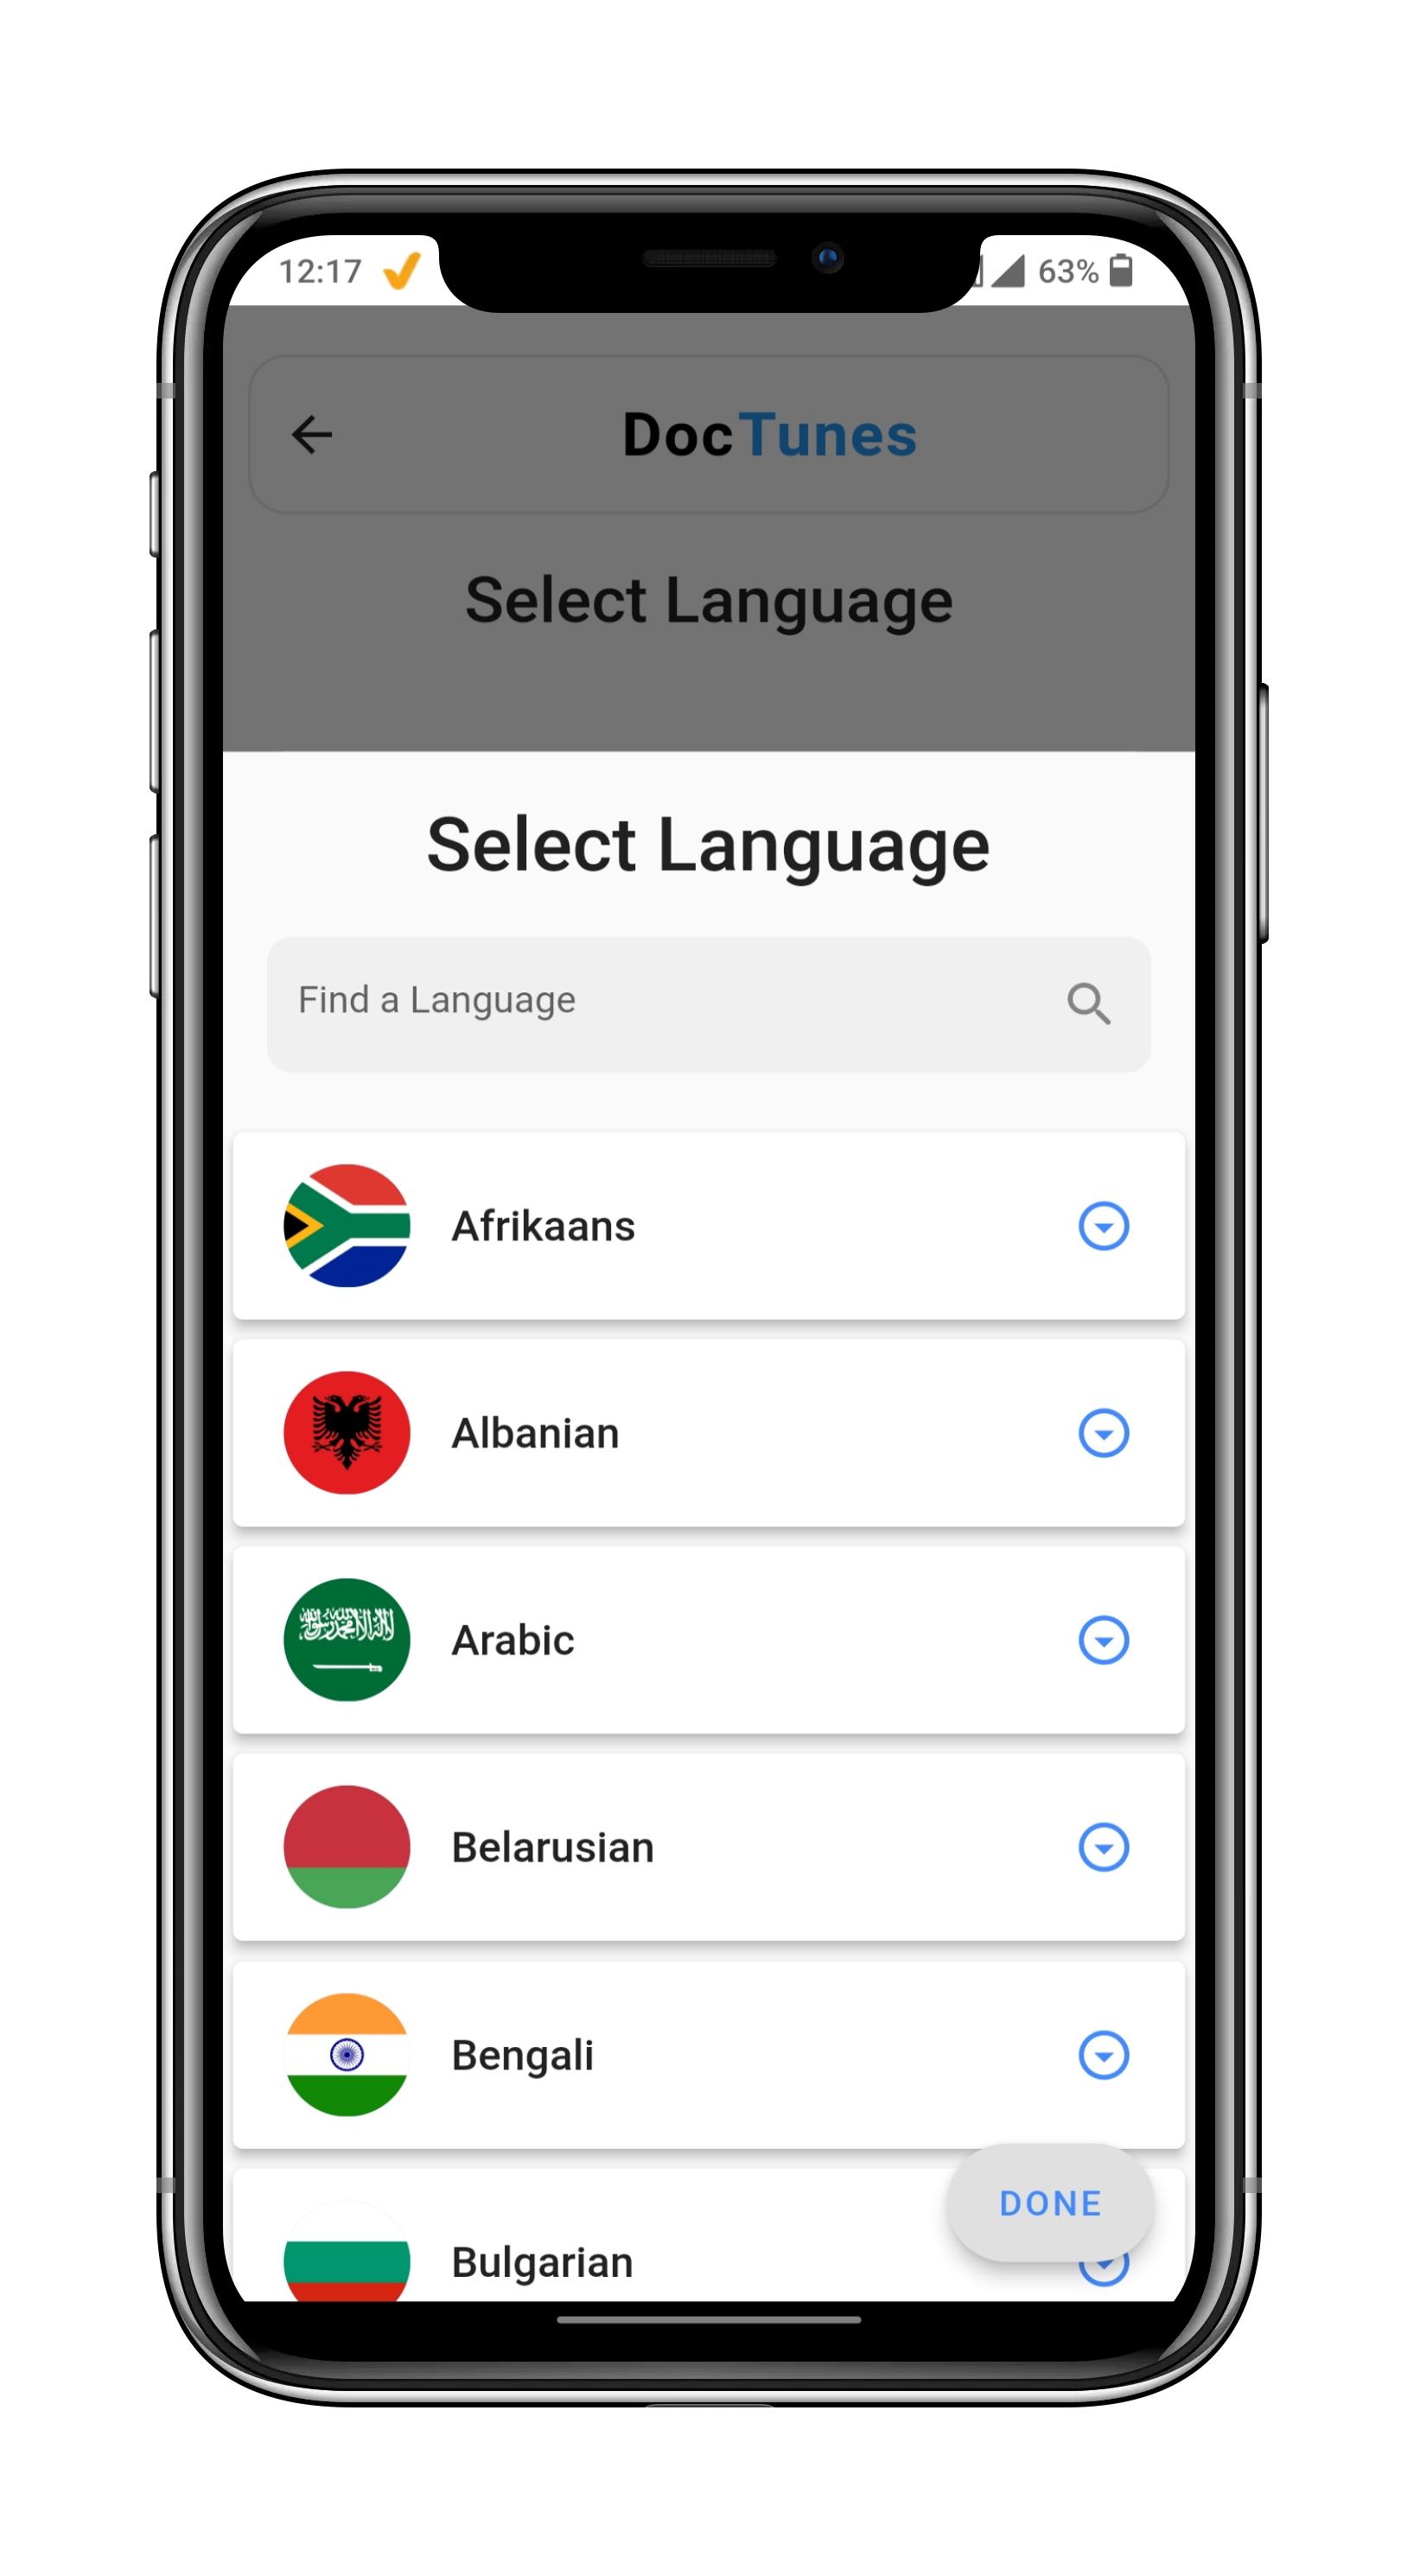 12:17 63%
DocTunes
Select Language
Select Language
Find a Language
Afrikaans
Albanian
Arabic
Belarusian
Bengali
DONE
Bulgarian